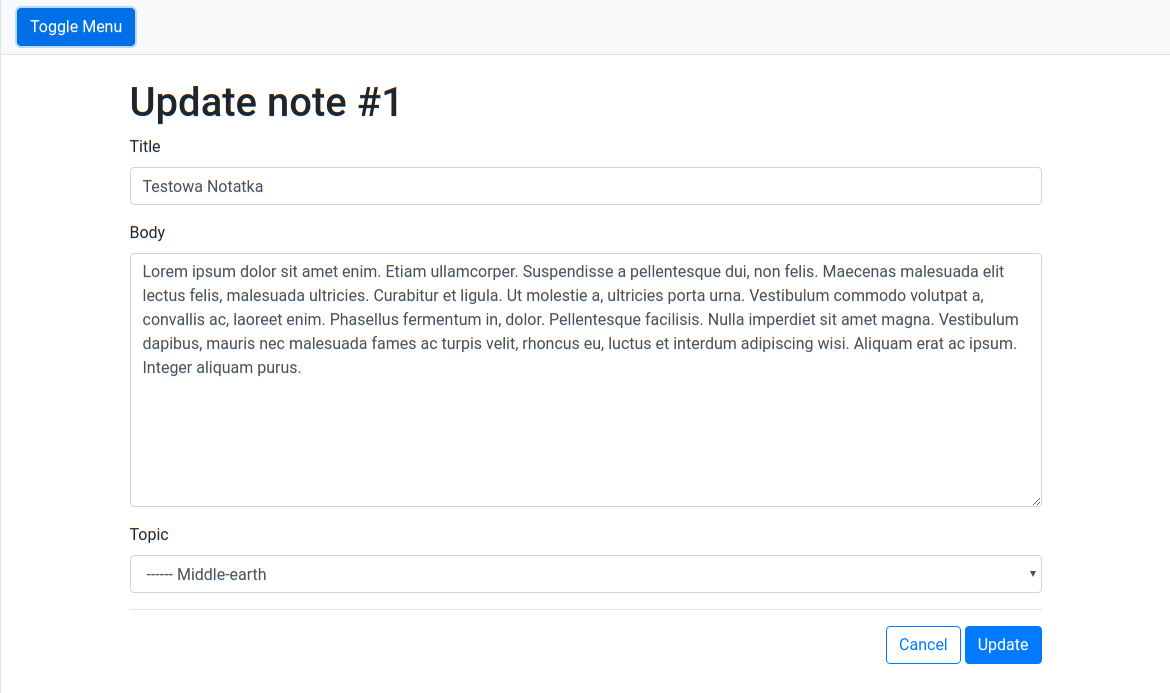 Toggle Menu
Update note #1
Title
Testowa Notatka
Body
Lorem ipsum dolor sit amet enim. Etiam ullamcorper. Suspendisse a pellentesque dui, non felis. Maecenas malesuada elit
lectus felis, malesuada ultricies. Curabitur et ligula. Ut molestie a, ultricies porta urna. Vestibulum commodo volutpat a,
convallis ac, laoreet enim. Phasellus fermentum in, dolor. Pellentesque facilisis. Nulla imperdiet sit amet magna. Vestibulum
dapibus, mauris nec malesuada fames ac turpis velit, rhoncus eu, luctus et interdum adipiscing wisi. Aliquam erat ac ipsum.
Integer aliquam purus.
Topic
------ Middle-earth
Cancel Update